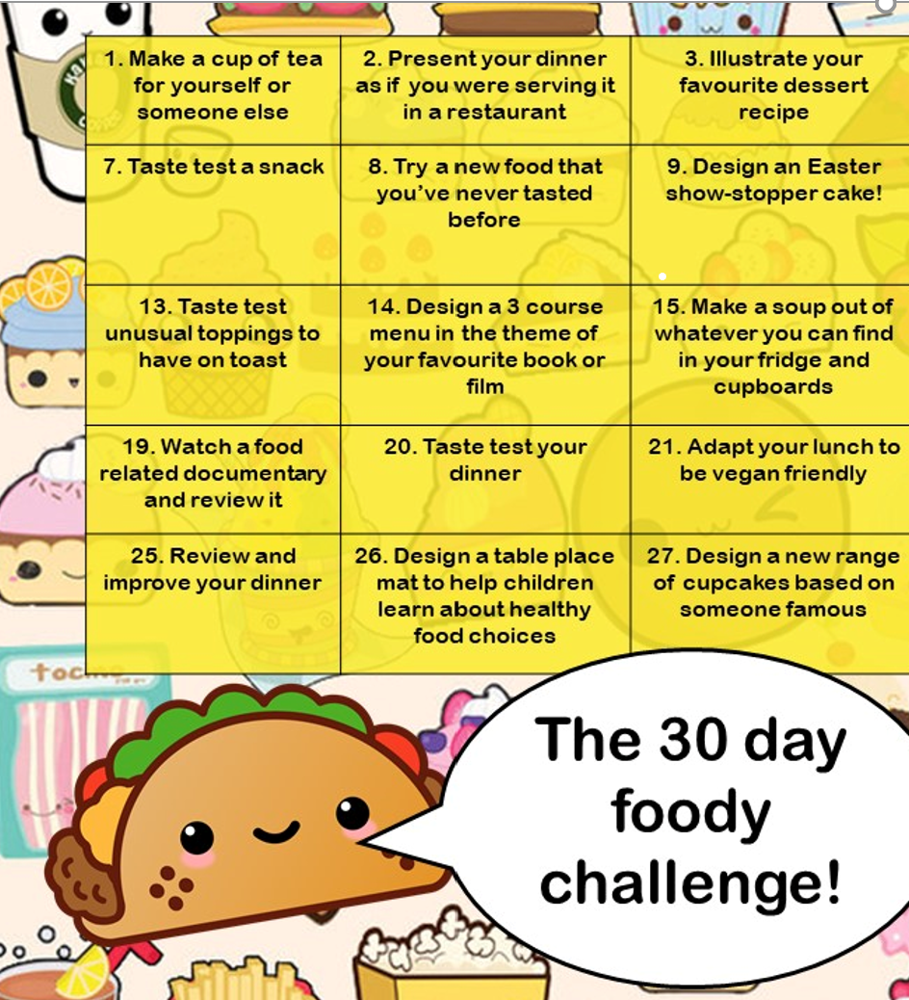 1. Make a cup of tea
for yourself or
someone else
2. Present your dinner
as if you were serving it
in a restaurant
3. Illustrate your
favourite dessert
recipe
7. Taste test a snack
8. Try a new food that
you've never tasted
before
9. Design an Easter
show-stopper cake!
13. Taste test
unusual toppings to
have on toast
14. Design a 3 course
menu in the theme of
your favourite book or
film
15. Make a soup out of
whatever you can find
in your fridge and
cupboards
19. Watch a food
related documentary
and review it
20. Taste test your
dinner
21. Adapt your lunch to
be vegan friendly
25. Review and
improve your dinner
26. Design a table place
mat to help children
learn about healthy
food choices
27. Design a new range
of cupcakes based on
someone famous
The 30 day
foody
challenge!